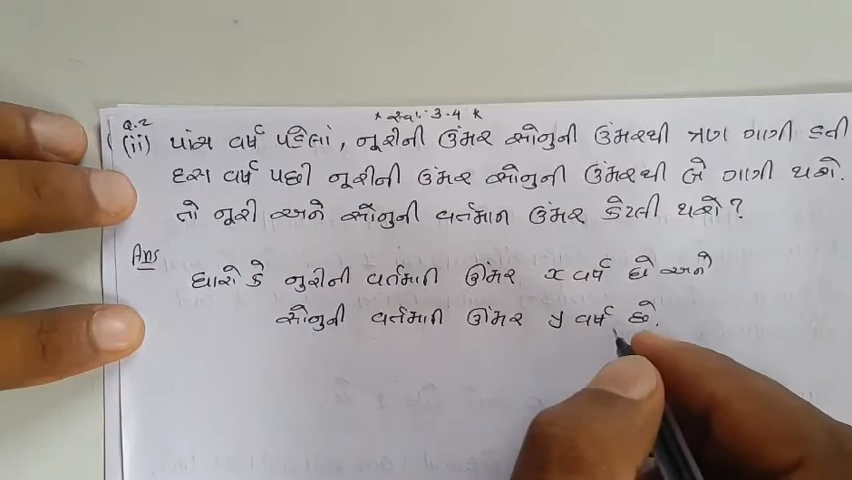 * સ્વા. 3.4 *
Q.2
(ii) પાંચ વર્ષ પહેલાં, નૂરીની ઉંમર સોનુની ઉંમરથી ત્રણ ગણી હતી
દસ વર્ષ પછી નૂરીની ઉંમર સોનુની ઉંમરથી બે ગણી થશે.
તો નૂરી અને સોનુની વર્તમાન ઉંમર કેટલી થશે?
Ans
ધારો કે નુરીની વર્તમાન ઊંમર x વર્ષ છે અને
સોનુની વર્તમાન ઊંમર y વર્ષ છે.